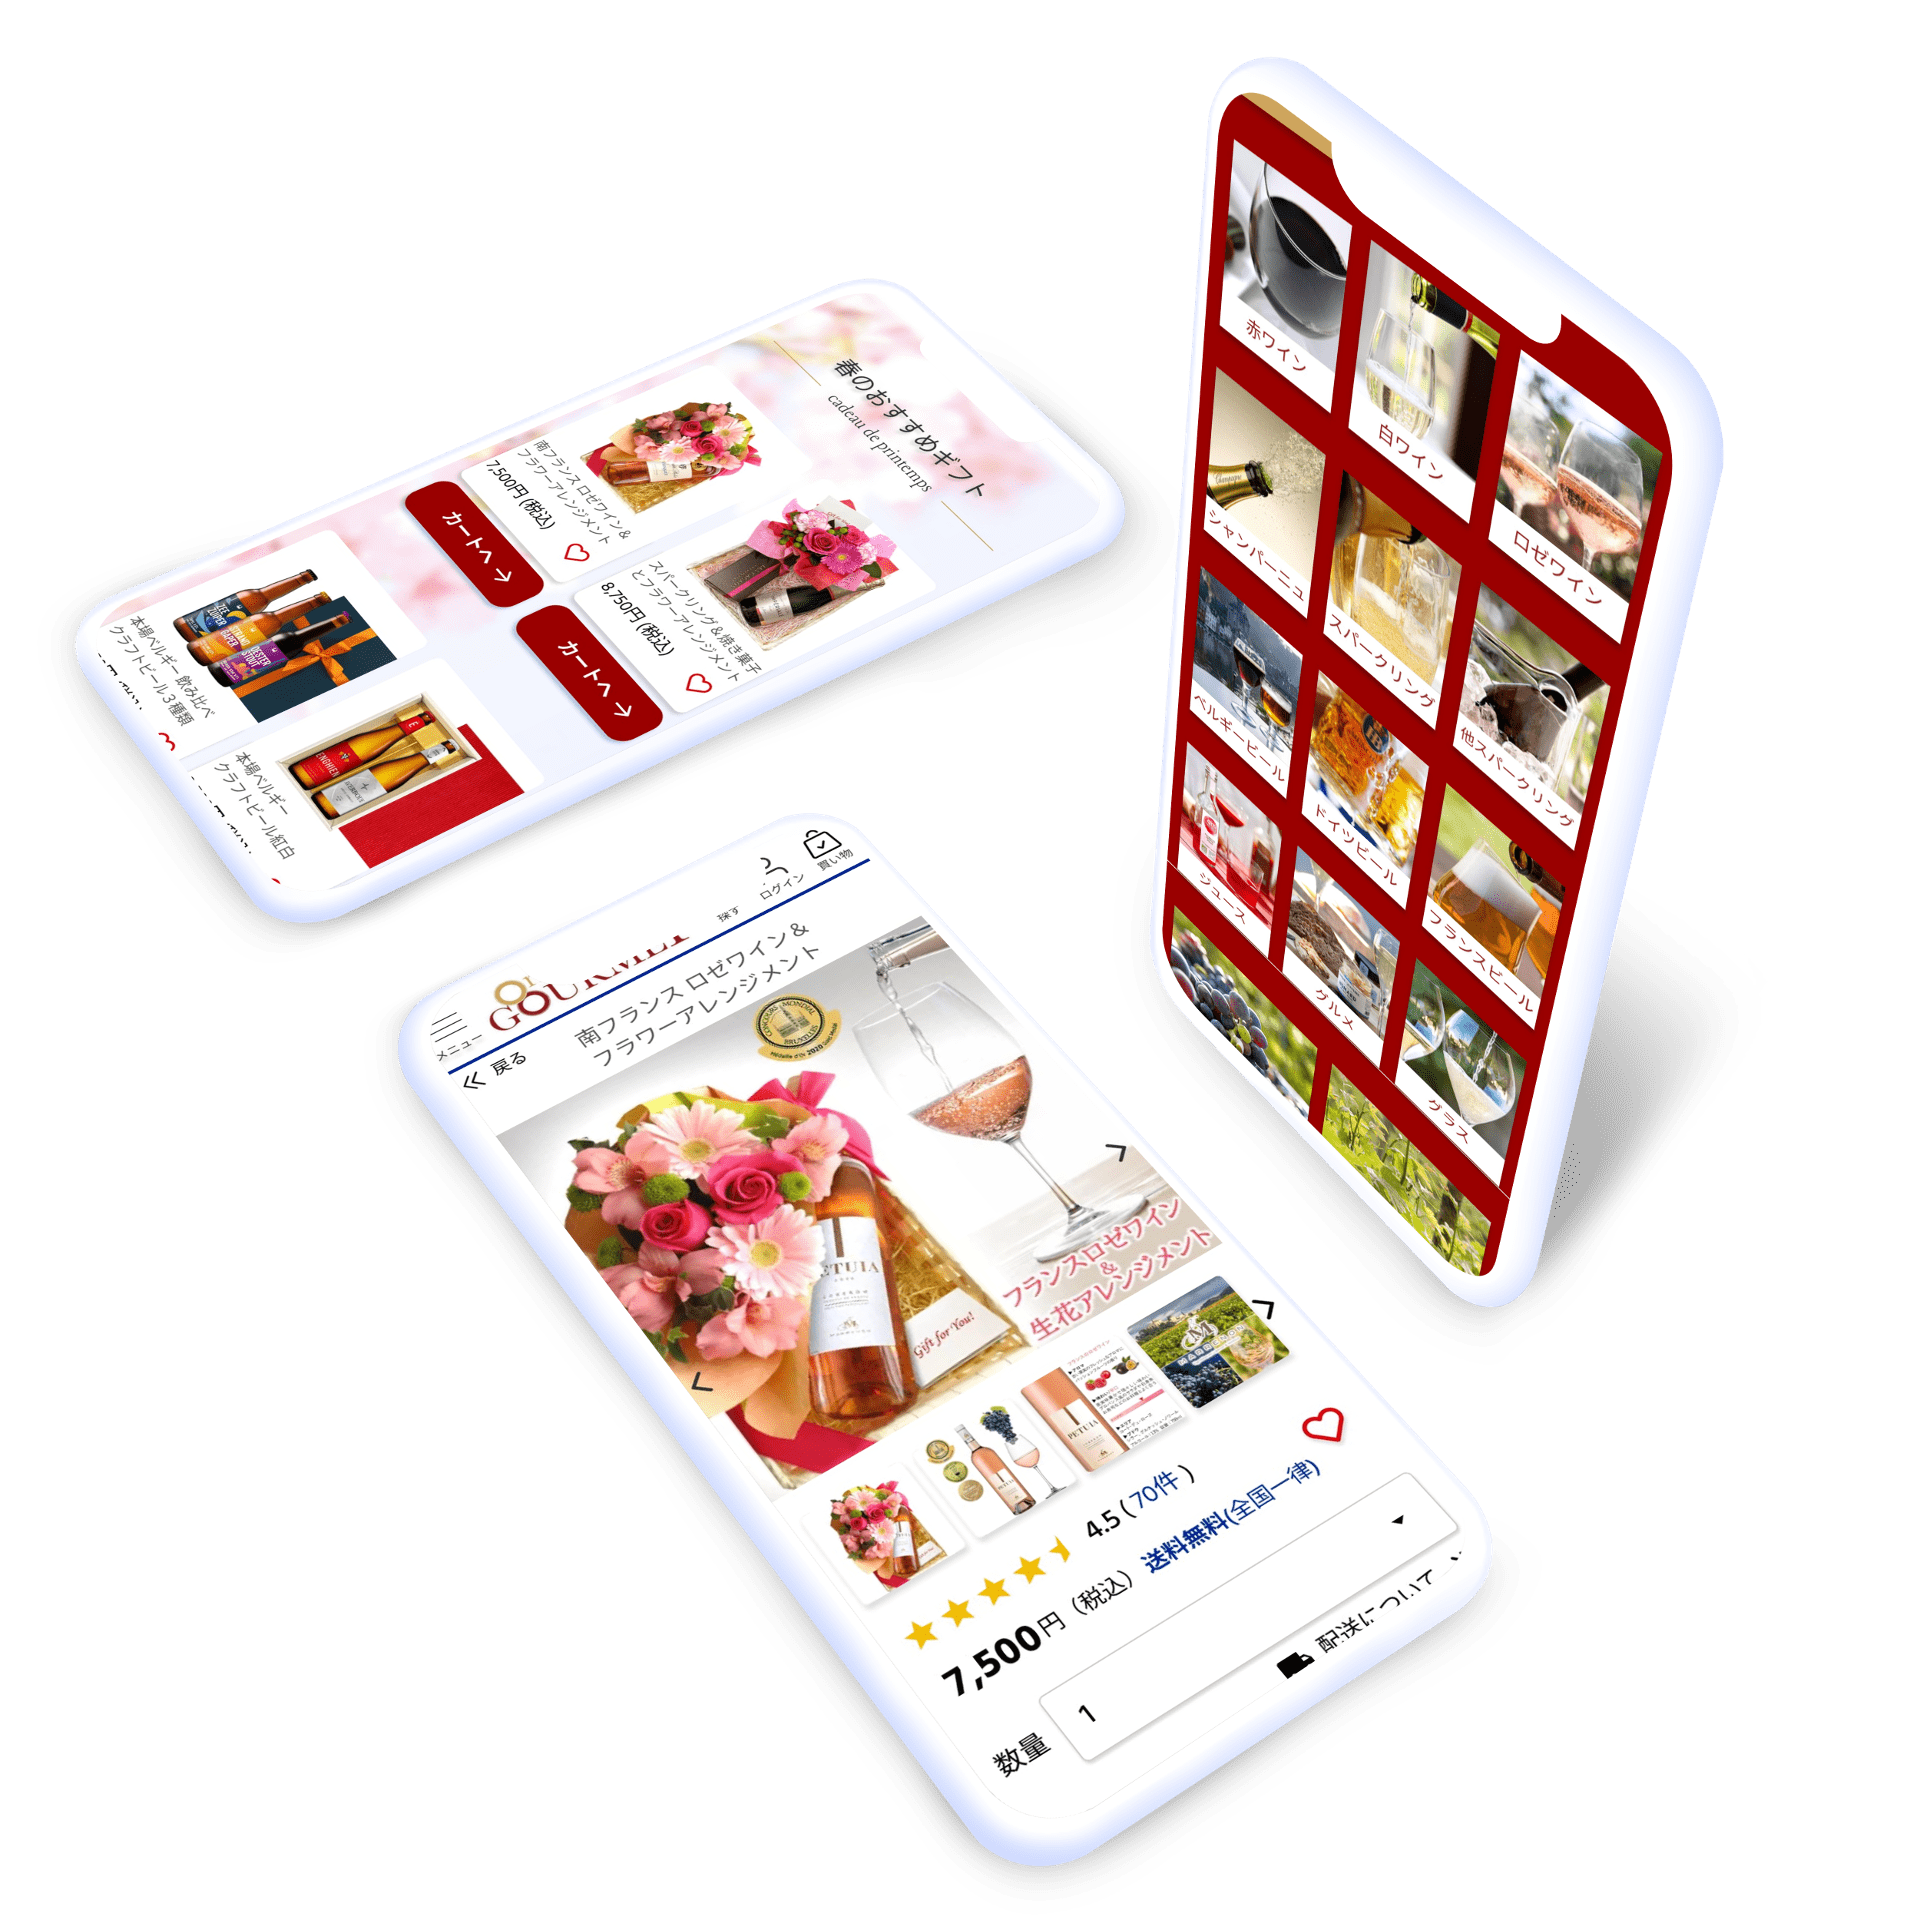 春のおすすめギフト
cadeau de printemps
南フランス ロゼワイン&
フラワーアレンジメント
7,500円 (税込)
カートへ →
スパークリング&焼き菓子
とフラワーアレンジメント
8,750円 (税込)
カートへ →
本場ベルギー 飲み比べ
クラフトビール3種類
本場ベルギー
クラフトビール紅白
赤ワイン
白ワイン
ロゼワイン
シャンパーニュ
スパークリング
他スパークリング
ベルギービール
ドイツビール
フランスビール
ジュース
グルメ
グラス
メニュー
GOURMET
探す
ログイン
買い物
戻る
南フランス ロゼワイン&
フラワーアレンジメント
CONCOURS MONDIAL
BRUXELLES
PETUIA
Gift for You!
フランスロゼワイン
&
生花アレンジメント
PETUIA
4.5 ( 70件 )
7,500円 (税込) 送料無料(全国一律)
数量
1
配送について